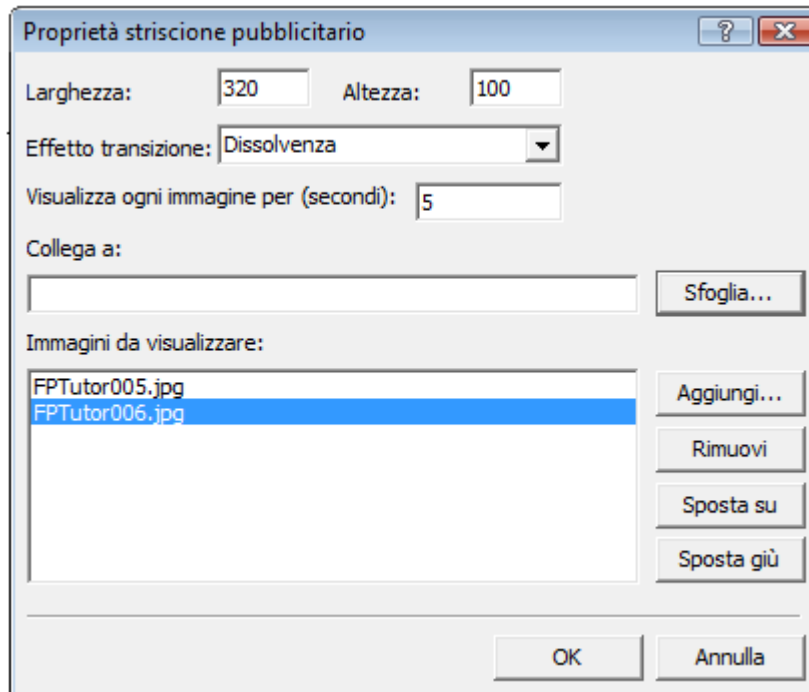 Proprietà striscione pubblicitario
Larghezza: 320 Altezza: 100
Effetto transizione: Dissolvenza
Visualizza ogni immagine per (secondi): 5
Collega a:
Sfoglia...
Immagini da visualizzare:
FPTutor005.jpg
FPTutor006.jpg
Aggiungi...
Rimuovi
Sposta su
Sposta giù
OK Annulla